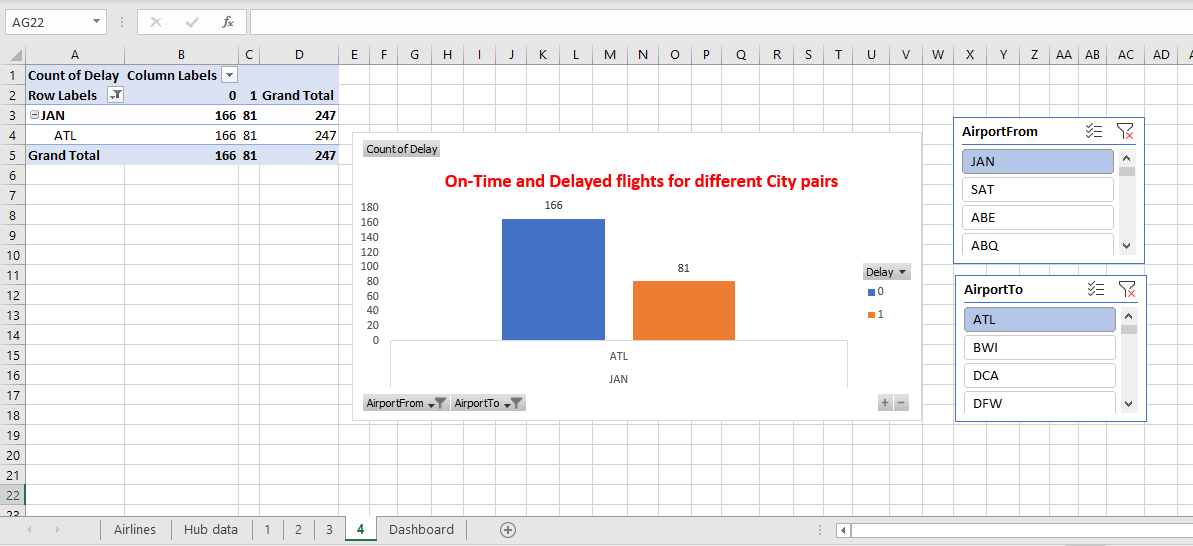 AG22
fx
A B C D E F G H I J K L M N O P Q R S T U V W X Y Z AA AB AC AD
1 Count of Delay Column Labels
2 Row Labels 0 1 Grand Total
3 JAN 166 81 247
4 ATL 166 81 247
5 Grand Total 166 81 247
6
7
8
9
10
11
12
13
14
15
16
17
18
19
20
21
22
23
Count of Delay
On-Time and Delayed flights for different City pairs
180
160
140
120
100
80
60
40
20
0
166
81
ATL
JAN
Delay
0
1
AirportFrom AirportTo
AirportFrom
JAN
SAT
ABE
ABQ
AirportTo
ATL
BWI
DCA
DFW
Airlines Hub data 1 2 3 4 Dashboard